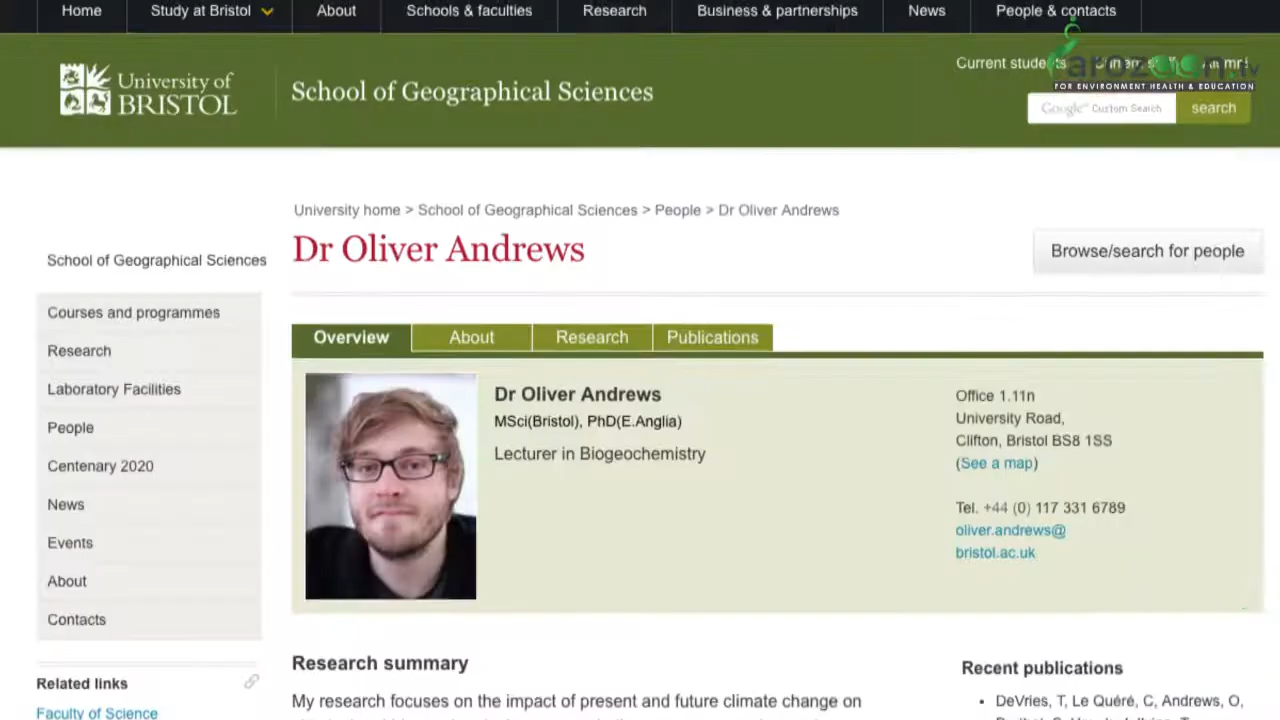 Home
Study at Bristol
About
Schools & faculties
Research
Business & partnerships
News
People & contacts
Current students
FOR ENVIRONMENT HEALTH & EDUCATION
University of
BRISTOL
School of Geographical Sciences
Google Custom Search
search
University home > School of Geographical Sciences > People > Dr Oliver Andrews
Dr Oliver Andrews
Browse/search for people
School of Geographical Sciences
Courses and programmes
Research
Laboratory Facilities
People
Centenary 2020
News
Events
About
Contacts
Related links
Faculty of Science
Overview
About
Research
Publications
Dr Oliver Andrews
MSci(Bristol), PhD(E.Anglia)
Lecturer in Biogeochemistry
Office 1.11n
University Road,
Clifton, Bristol BS8 1SS
(See a map)
Tel. +44 (0) 117 331 6789
oliver.andrews@
bristol.ac.uk
Research summary
My research focuses on the impact of present and future climate change on
Recent publications
DeVries, T, Le Quéré, C, Andrews, O,